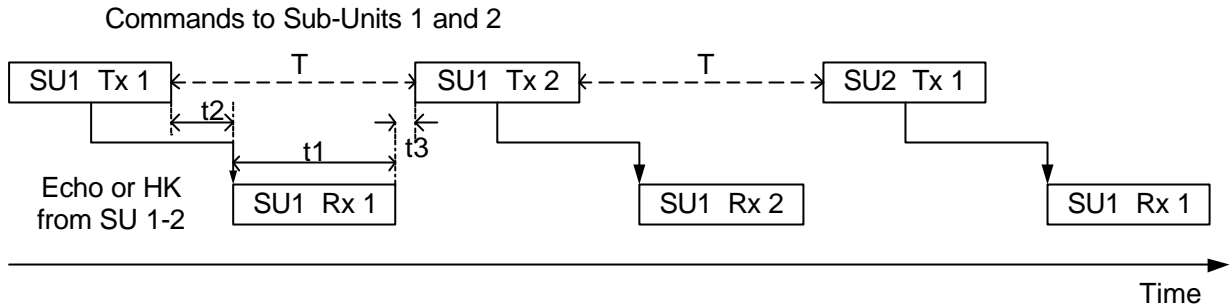 Commands to Sub-Units 1 and 2
SU1 Tx 1
T
SU1 Tx 2
T
SU2 Tx 1
t2
t1
t3
Echo or HK
from SU 1-2
SU1 Rx 1
SU1 Rx 2
SU1 Rx 1
Time